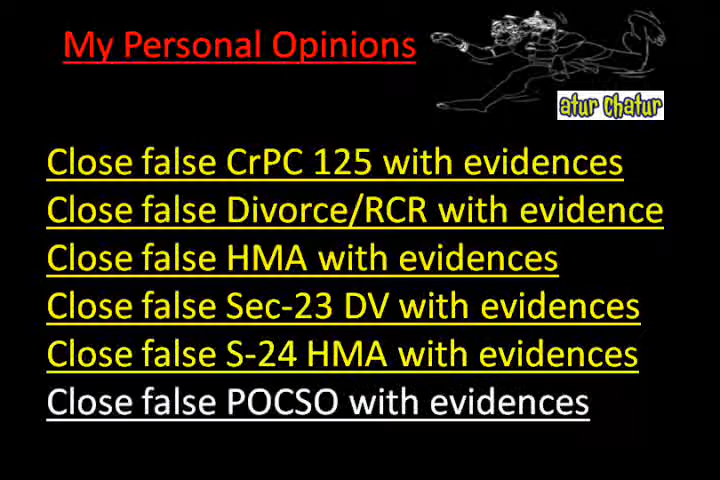 My Personal Opinions
atur chatur
Close false CrPC 125 with evidences
Close false Divorce/RCR with evidence
Close false HMA with evidences
Close false Sec-23 DV with evidences
Close false S-24 HMA with evidences
Close false POCSO with evidences